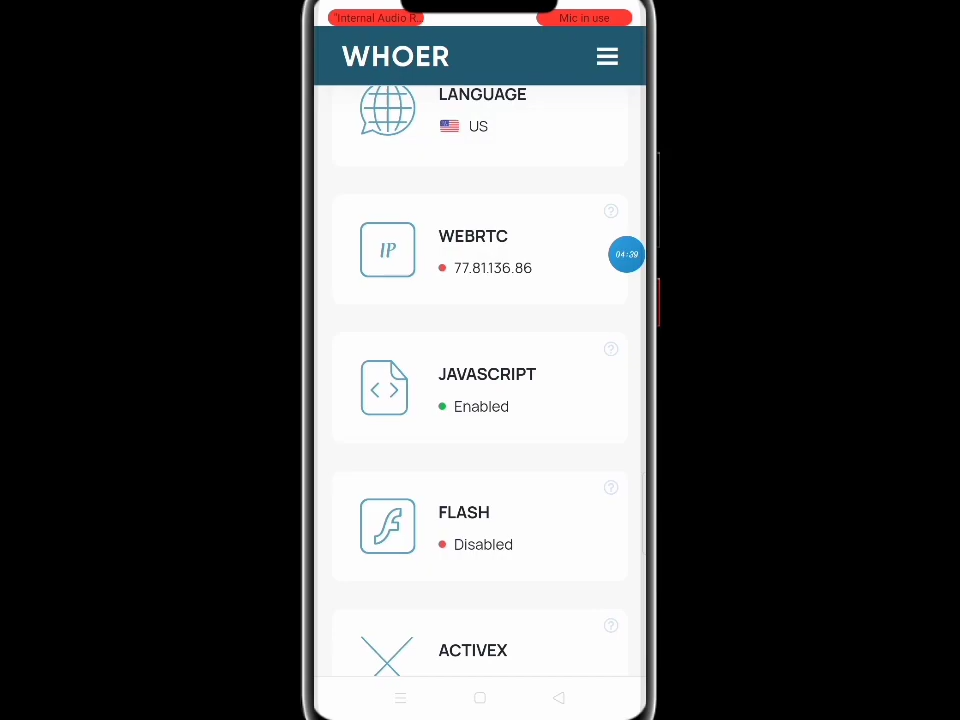 "Internal Audio R..
Mic in use
WHOER
LANGUAGE
US
IP
WEBRTC
77.81.136.86
04:39
JAVASCRIPT
Enabled
FLASH
Disabled
ACTIVEX